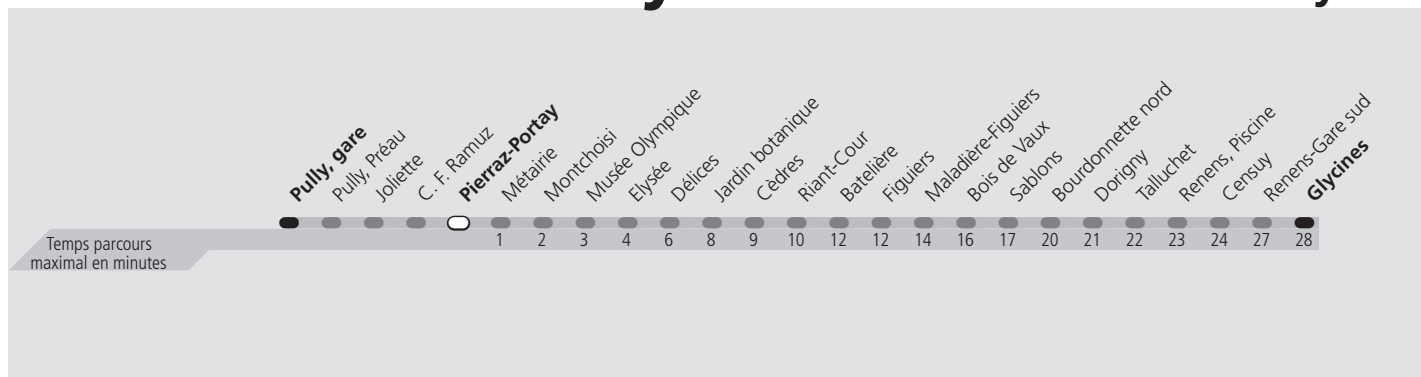 Pully, gare
Pully, Préau
Joliette
C. F. Ramuz
Pierraz-Portay
Métairie
Montchoisi
Musée Olympique
Elysée
Délices
Jardin botanique
Cèdres
Riant-Cour
Batelière
Figuiers
Maladière-Figuiers
Bois de Vaux
Sablons
Bourdonnette nord
Dorigny
Talluchet
Renens, Piscine
Censuy
Renens-Gare sud
Glycines
Temps parcours
maximal en minutes
1 2 3 4 6 8 9 10 12 12 14 16 17 20 21 22 23 24 27 28